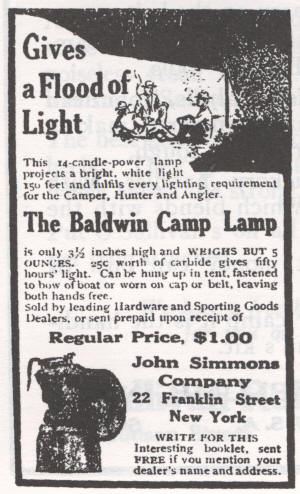 Gives
a Flood of
Light
This 14-candle-power lamp
projects a bright, white light
150 feet and fulfils every lighting requirement
for the Camper, Hunter and Angler.
The Baldwin Camp Lamp
is only 3½ inches high and WEIGHS BUT 5
OUNCES. 25c worth of carbide gives fifty
hours' light. Can be hung up in tent, fastened
to bow of boat or worn on cap or belt, leaving
both hands free.
Sold by leading Hardware and Sporting Goods
Dealers, or sent prepaid upon receipt of
Regular Price, $1.00
John Simmons
Company
22 Franklin Street
New York
WRITE FOR THIS
Interesting booklet, sent
FREE if you mention your
dealer's name and address.